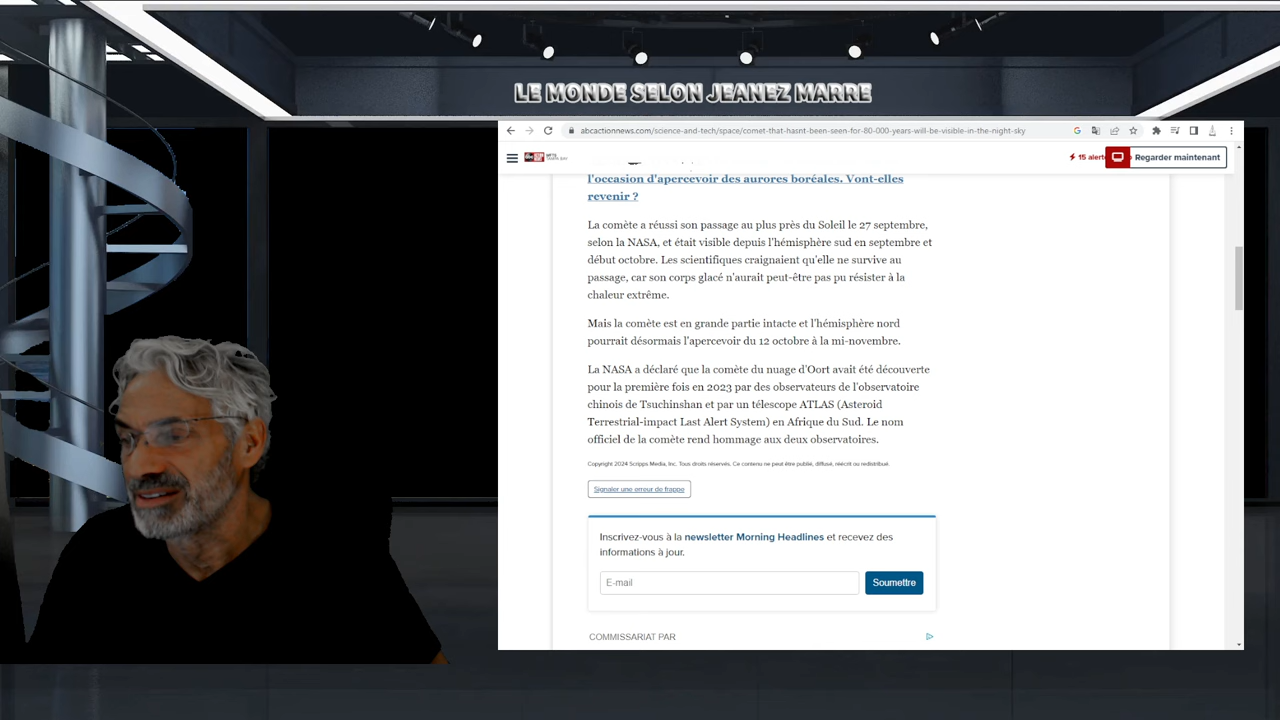 LE MONDE SELON JEANEZ MARRE
abcactionnews.com/science-and-tech/space/comet-that-hasnt-been-seen-for-80-000-years-will-be-visible-in-the-night-sky
15 alerte
Regarder maintenant
l'occasion d'apercevoir des aurores boréales. Vont-elles
revenir ?
La comète a réussi son passage au plus près du Soleil le 27 septembre,
selon la NASA, et était visible depuis l'hémisphère sud en septembre et
début octobre. Les scientifiques craignaient qu'elle ne survive au
passage, car son corps glacé n'aurait peut-être pas pu résister à la
chaleur extrême.
Mais la comète est en grande partie intacte et l'hémisphère nord
pourrait désormais l'apercevoir du 12 octobre à la mi-novembre.
La NASA a déclaré que la comète du nuage d'Oort avait été découverte
pour la première fois en 2023 par des observateurs de l'observatoire
chinois de Tsuchinshan et par un télescope ATLAS (Asteroid
Terrestrial-impact Last Alert System) en Afrique du Sud. Le nom
officiel de la comète rend hommage aux deux observatoires.
Copyright 2024 Scripps Media, Inc. Tous droits réservés. Ce contenu ne peut être publié, diffusé, réécrit ou redistribué.
Signaler une erreur de frappe
Inscrivez-vous à la newsletter Morning Headlines et recevez des
informations à jour.
E-mail
Soumettre
COMMISSARIAT PAR